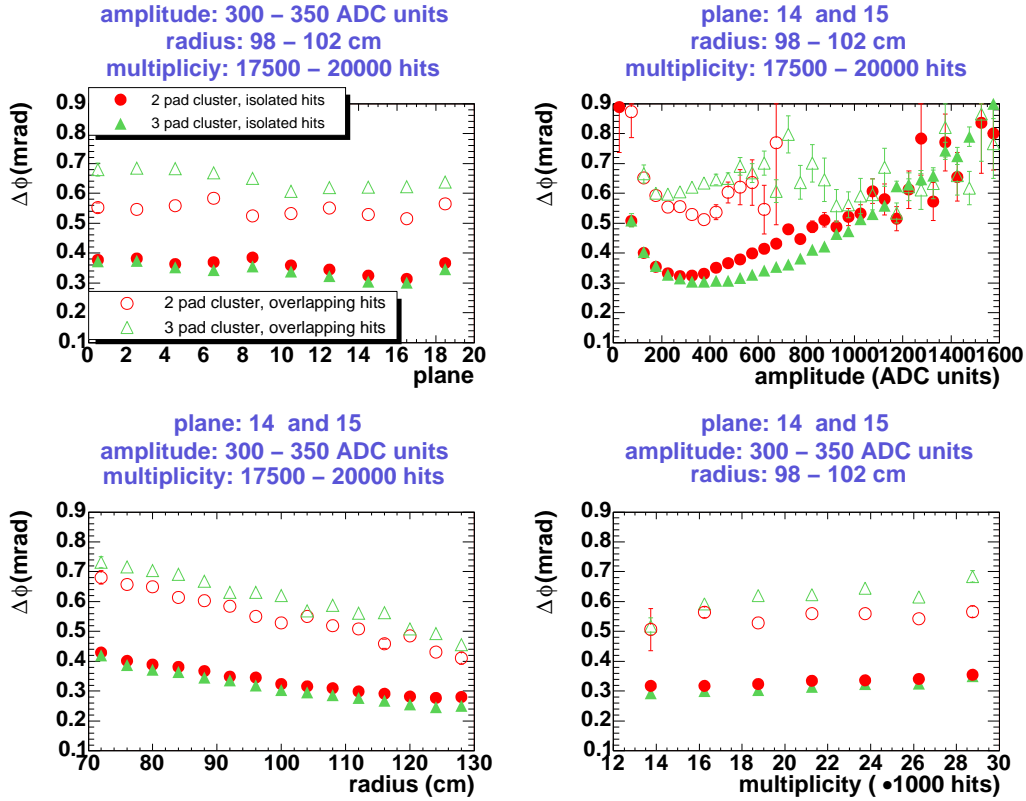 amplitude: 300 – 350 ADC units
radius: 98 – 102 cm
multipliciy: 17500 – 20000 hits
Δϕ(mrad)
0.9
0.8
0.7
0.6
0.5
0.4
0.3
0.2
0.1
2 pad cluster, isolated hits
3 pad cluster, isolated hits
2 pad cluster, overlapping hits
3 pad cluster, overlapping hits
0 2 4 6 8 10 12 14 16 18 20
plane
plane: 14 and 15
radius: 98 – 102 cm
multiplicity: 17500 – 20000 hits
Δϕ(mrad)
0.9
0.8
0.7
0.6
0.5
0.4
0.3
0.2
0.1
0 200 400 600 800 1000 1200 1400 1600
amplitude (ADC units)
plane: 14 and 15
amplitude: 300 – 350 ADC units
multiplicity: 17500 – 20000 hits
Δϕ(mrad)
0.9
0.8
0.7
0.6
0.5
0.4
0.3
0.2
0.1
70 80 90 100 110 120 130
radius (cm)
plane: 14 and 15
amplitude: 300 – 350 ADC units
radius: 98 – 102 cm
Δϕ(mrad)
0.9
0.8
0.7
0.6
0.5
0.4
0.3
0.2
0.1
12 14 16 18 20 22 24 26 28 30
multiplicity ( •1000 hits)